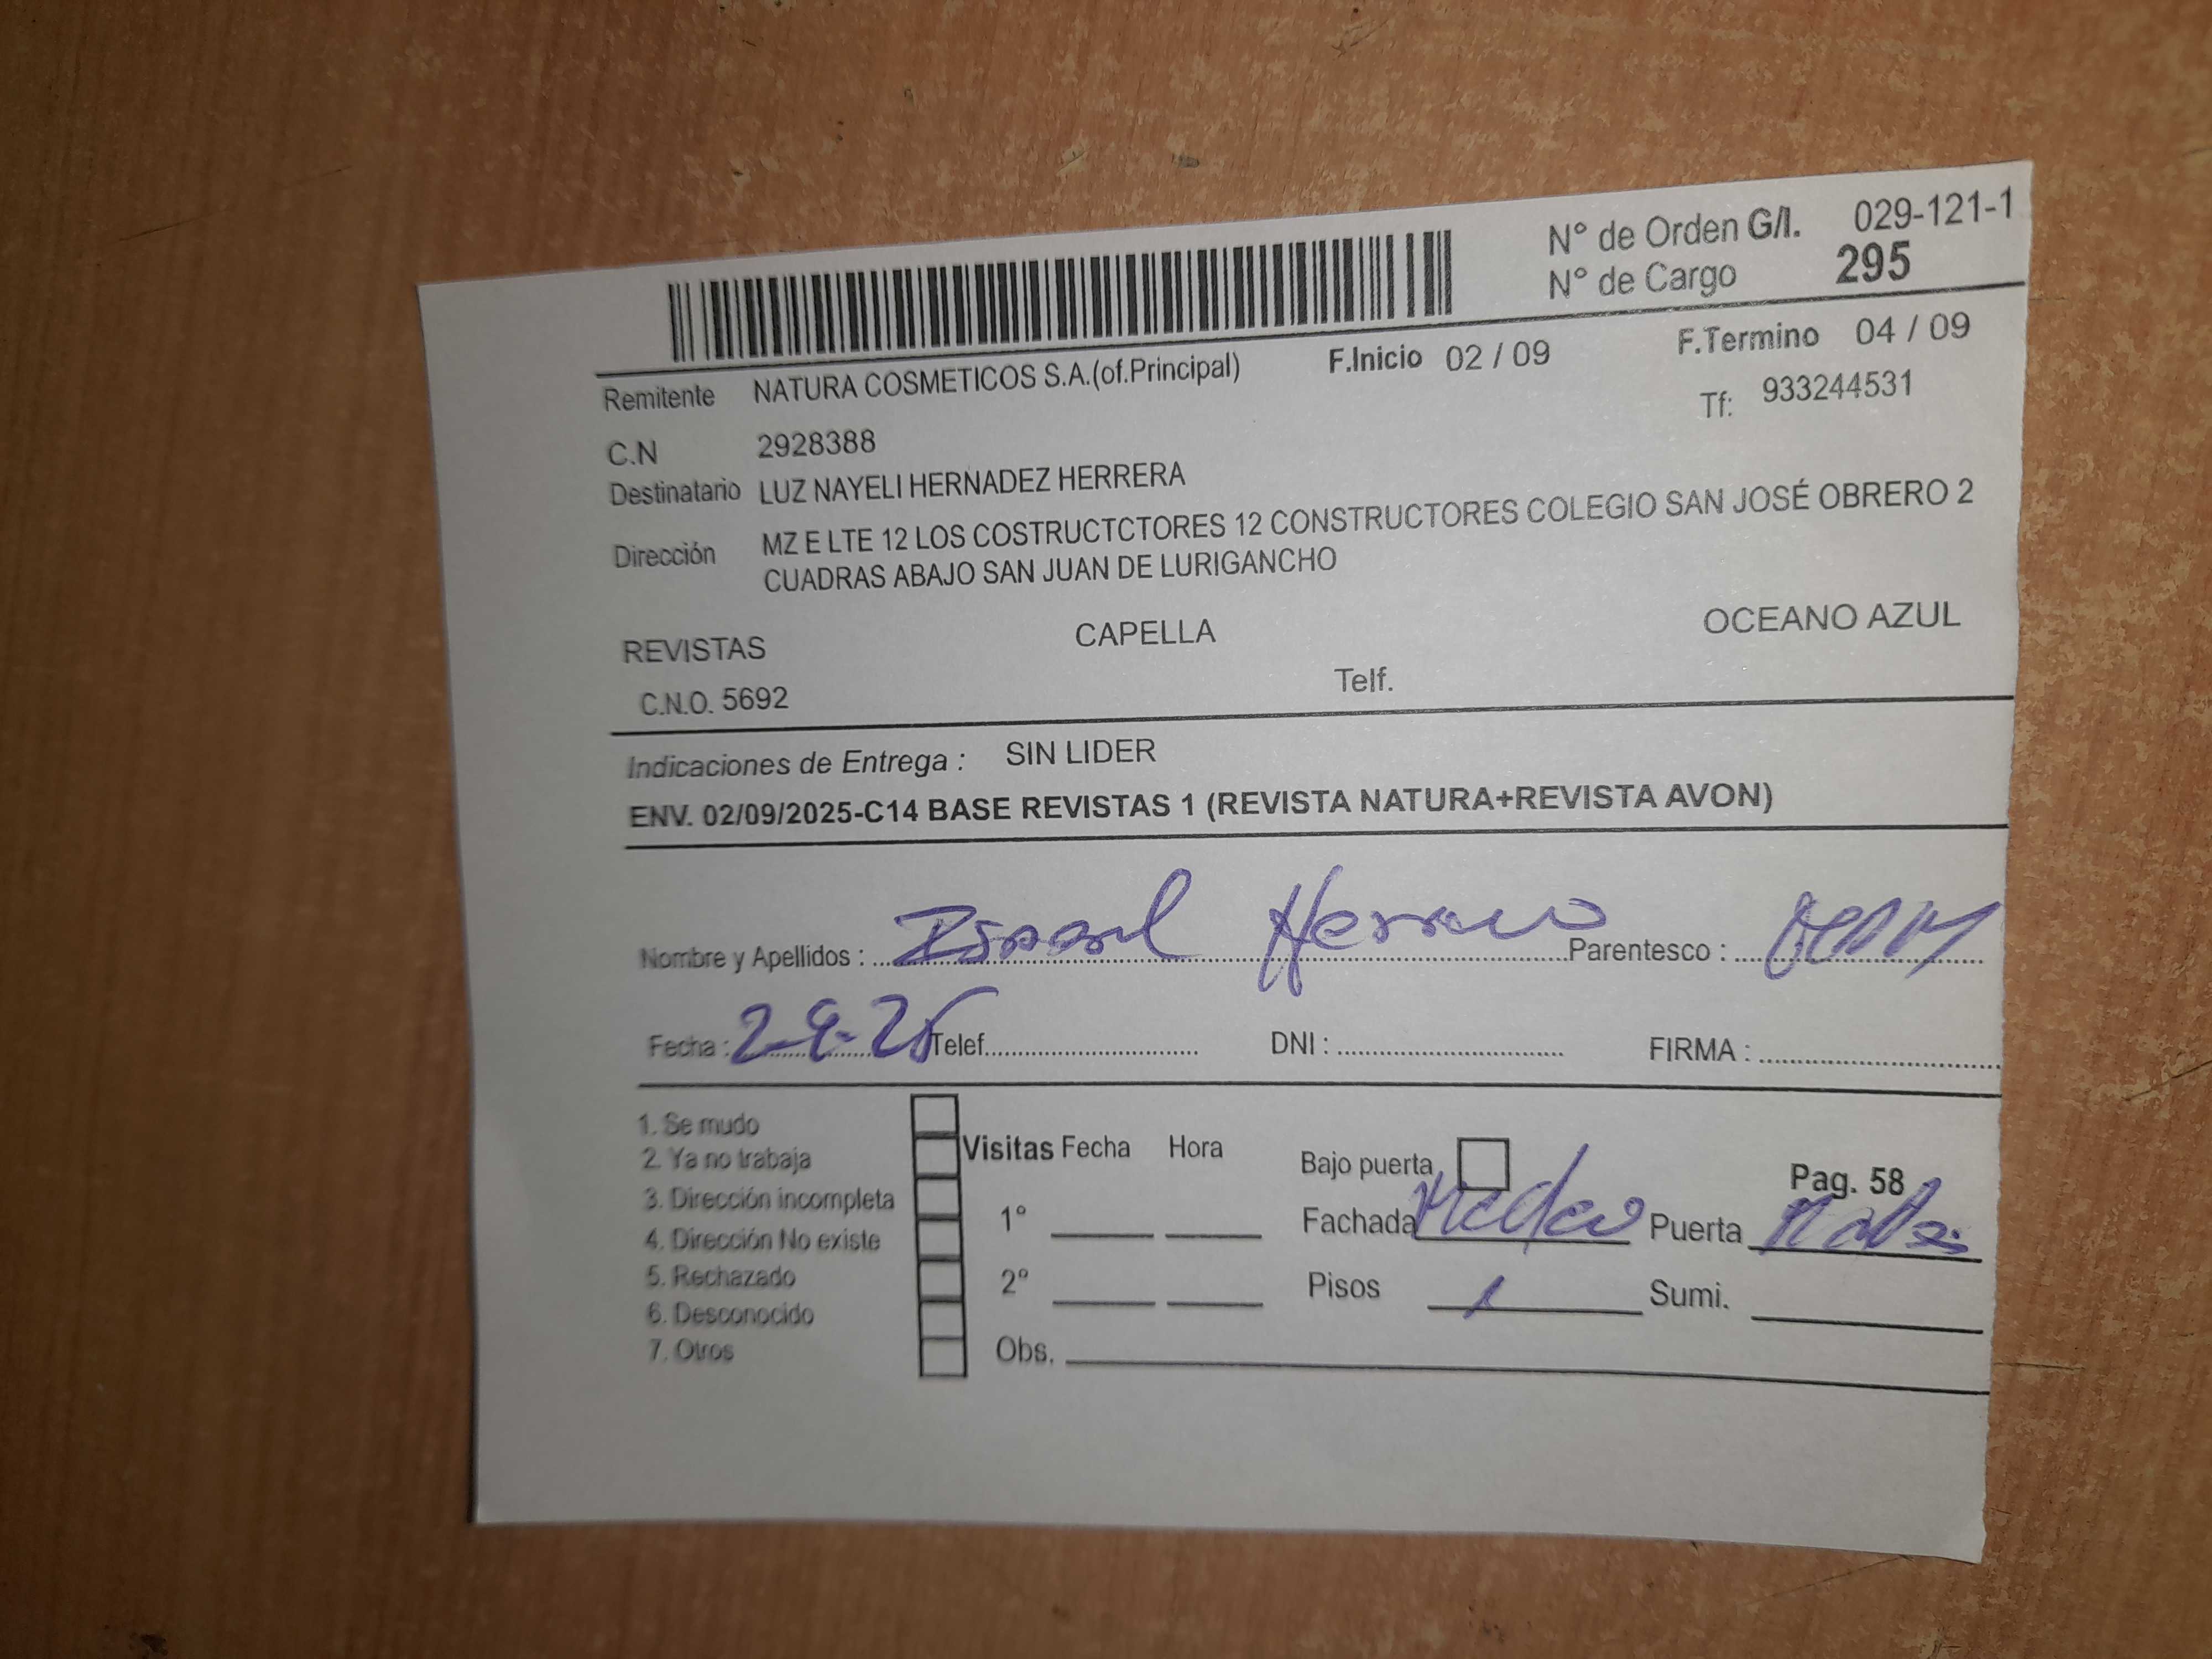 N° de Orden G/I. 029-121-1
N° de Cargo 295
Remitente NATURA COSMETICOS S.A.(of.Principal) F.Inicio 02 / 09 F.Termino 04 / 09
Tf: 933244531
C.N 2928388
Destinatario LUZ NAYELI HERNADEZ HERRERA
Dirección MZ E LTE 12 LOS COSTRUCTCTORES 12 CONSTRUCTORES COLEGIO SAN JOSÉ OBRERO 2
CUADRAS ABAJO SAN JUAN DE LURIGANCHO
REVISTAS CAPELLA OCEANO AZUL
C.N.O. 5692 Telf.
Indicaciones de Entrega : SIN LIDER
ENV. 02/09/2025-C14 BASE REVISTAS 1 (REVISTA NATURA+REVISTA AVON)
Nombre y Apellidos : Parentesco :
Fecha : 2-9-25 Telef. DNI : FIRMA :
1. Se mudo
2. Ya no trabaja
3. Dirección incompleta
4. Dirección No existe
5. Rechazado
6. Desconocido
7. Otros
Visitas Fecha Hora
1°
2°
Obs.
Bajo puerta Pag. 58
Fachada Puerta
Pisos 1 Sumi.